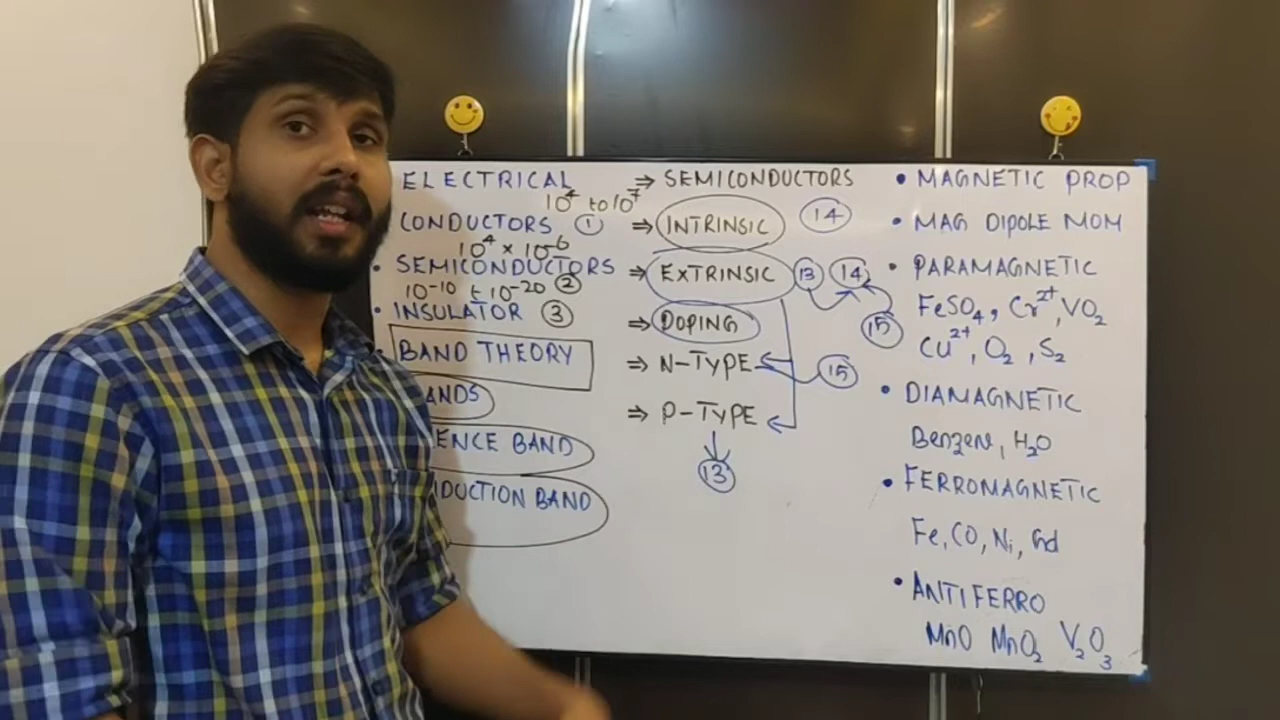 ELECTRICAL
10⁴ to 10⁷
CONDUCTORS ①
10⁴ × 10⁻⁶
• SEMICONDUCTORS
10⁻¹⁰ to 10⁻²⁰ ②
• INSULATOR ③
• BAND THEORY
ANDS
ENCE BAND
DUCTION BAND
⇒ SEMICONDUCTORS
⇒ INTRINSIC ⑭
⇒ EXTRINSIC ⑬ ⑭
⑮
⇒ DOPING
⇒ N-TYPE ⑮
⇒ P-TYPE
⑬
• MAGNETIC PROP
• MAG DIPOLE MOM
• PARAMAGNETIC
FeSO₄, Cr²⁺, VO₂
Cu²⁺, O₂, S₂
• DIAMAGNETIC
Benzene, H₂O
• FERROMAGNETIC
Fe, CO, Ni, Gd
• ANTIFERRO
MnO MnO₂ V₂O₃